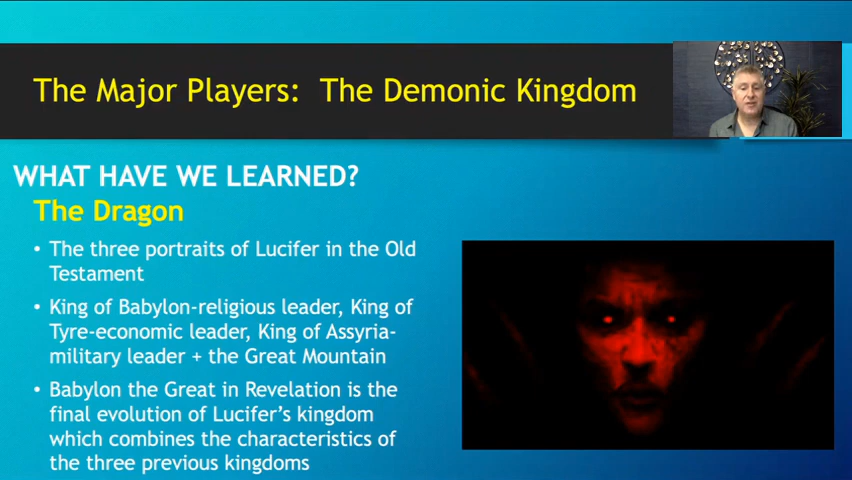 The Major Players:  The Demonic Kingdom
WHAT HAVE WE LEARNED?
The Dragon
• The three portraits of Lucifer in the Old
Testament
• King of Babylon-religious leader, King of
Tyre-economic leader, King of Assyria-
military leader + the Great Mountain
• Babylon the Great in Revelation is the
final evolution of Lucifer's kingdom
which combines the characteristics of
the three previous kingdoms